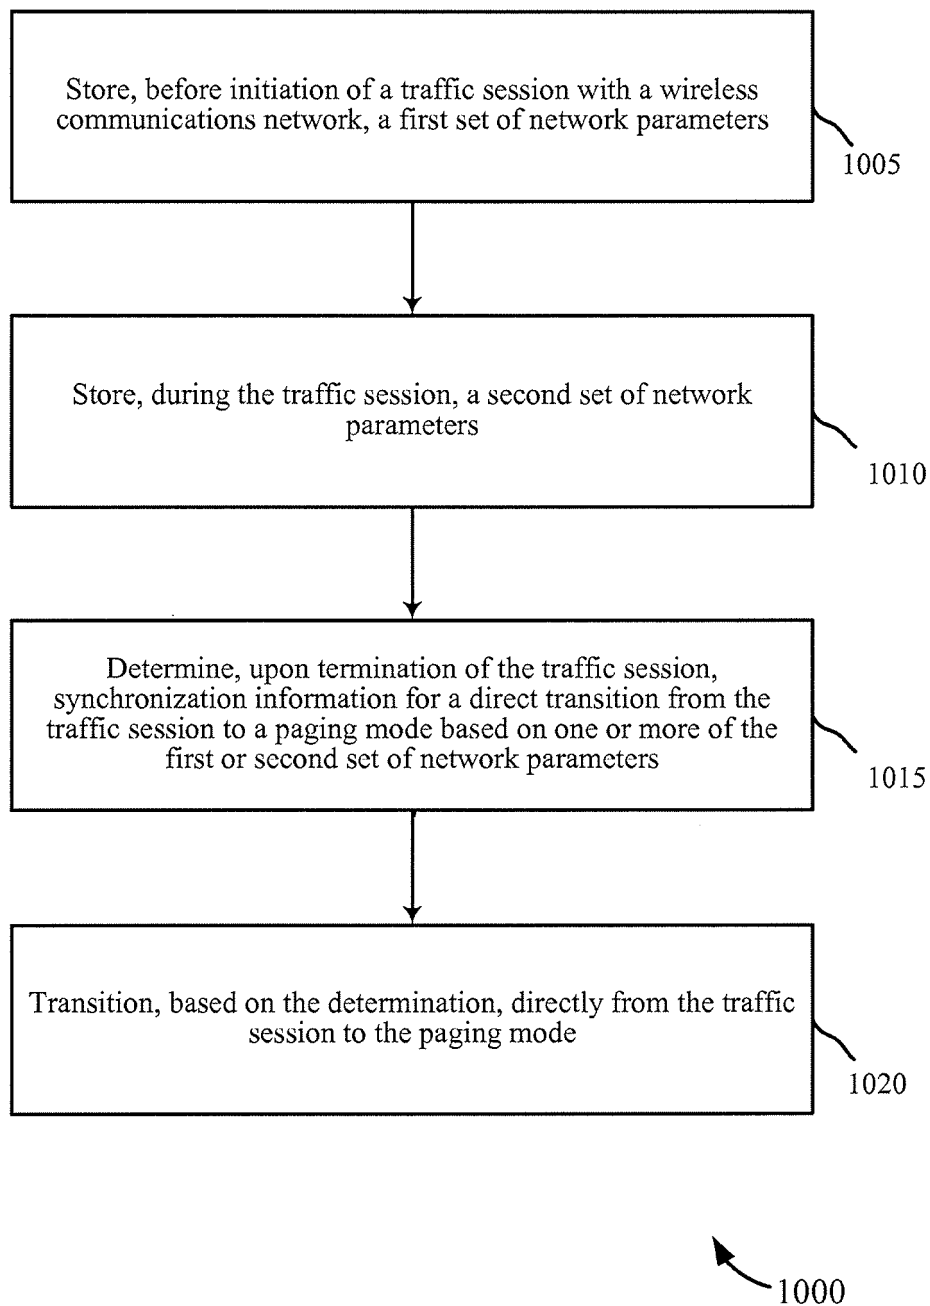 Store, before initiation of a traffic session with a wireless
communications network, a first set of network parameters
1005
Store, during the traffic session, a second set of network
parameters
1010
Determine, upon termination of the traffic session,
synchronization information for a direct transition from the
traffic session to a paging mode based on one or more of the
first or second set of network parameters
1015
Transition, based on the determination, directly from the traffic
session to the paging mode
1020
1000